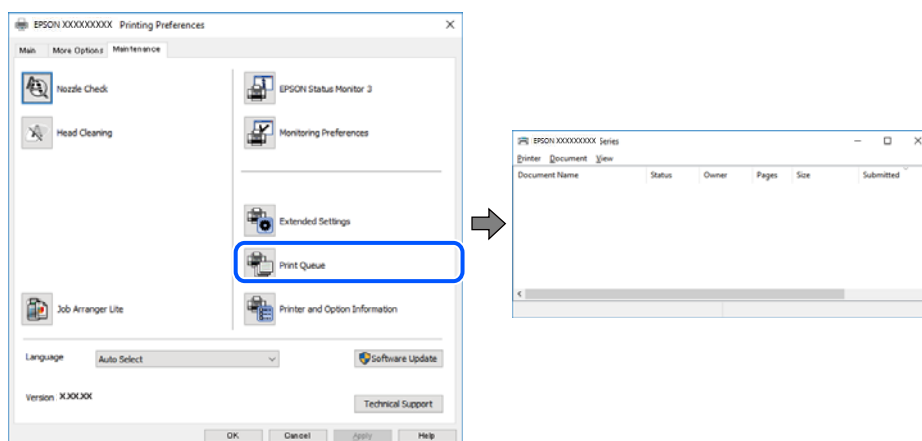 EPSON XXXXXXXXX Printing Preferences
Main More Options Maintenance
Nozzle Check
EPSON Status Monitor 3
Head Cleaning
Monitoring Preferences
Extended Settings
Print Queue
Job Arranger Lite
Printer and Option Information
Language
Auto Select
Software Update
Version X.XX.XX
Technical Support
OK Cancel Apply Help
EPSON XXXXXXXXX Series
Printer Document View
Document Name Status Owner Pages Size Submitted